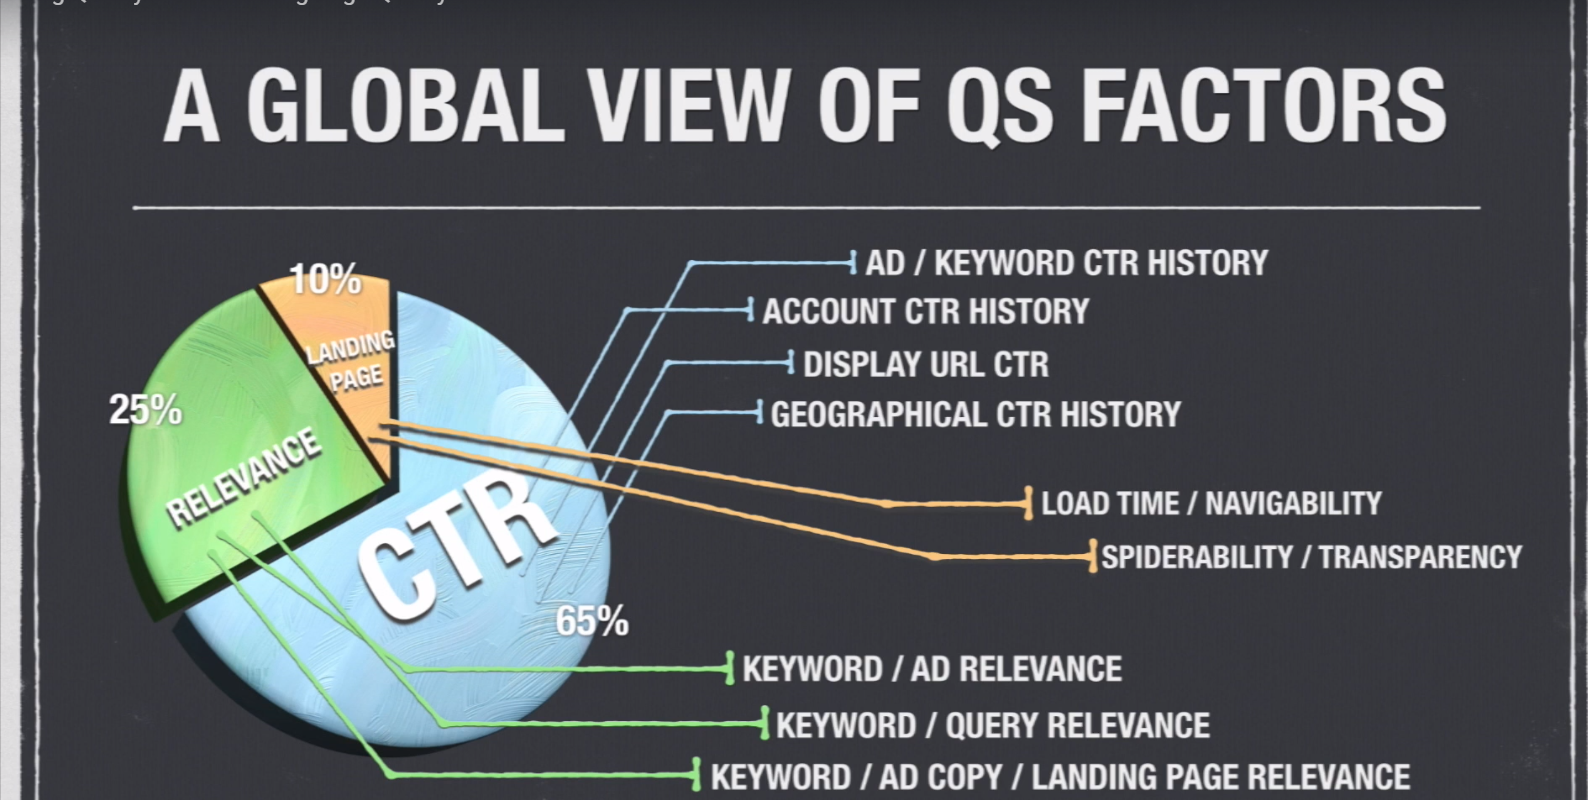 A GLOBAL VIEW OF QS FACTORS
10%
LANDING
PAGE
25%
RELEVANCE
CTR
65%
AD / KEYWORD CTR HISTORY
ACCOUNT CTR HISTORY
DISPLAY URL CTR
GEOGRAPHICAL CTR HISTORY
LOAD TIME / NAVIGABILITY
SPIDERABILITY / TRANSPARENCY
KEYWORD / AD RELEVANCE
KEYWORD / QUERY RELEVANCE
KEYWORD / AD COPY / LANDING PAGE RELEVANCE